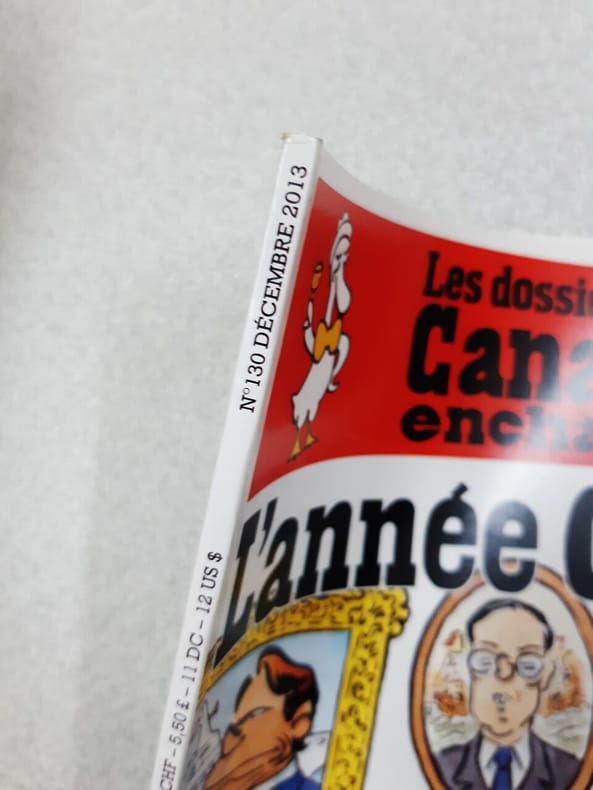 N° 130 DÉCEMBRE 2013
CHF – 5,50 £ – 11 DC – 12 US $
Les dossi
Cana
encha
L'année